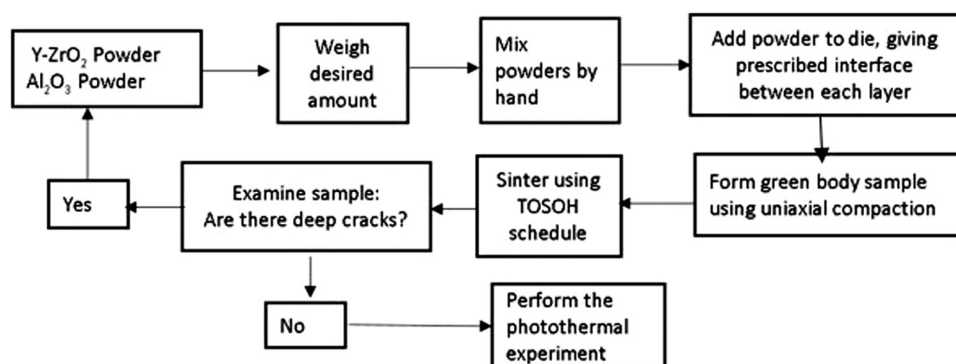 Y-ZrO₂ Powder
Al₂O₃ Powder
Weigh
desired
amount
Mix
powders by
hand
Add powder to die, giving
prescribed interface
between each layer
Form green body sample
using uniaxial compaction
Sinter using
TOSOH
schedule
Examine sample:
Are there deep cracks?
Yes
No
Perform the
photothermal
experiment